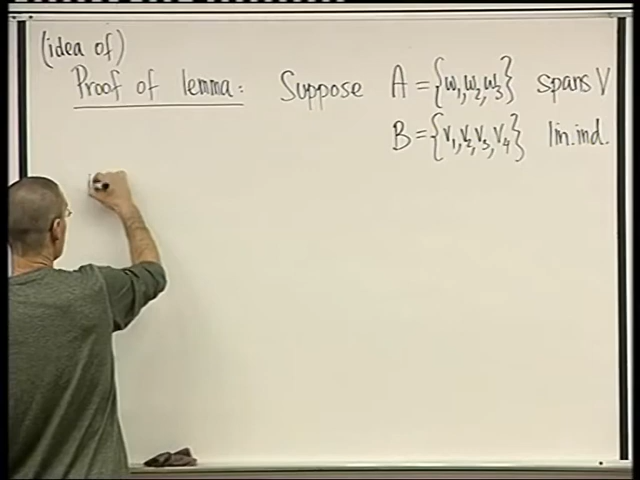 (idea of)
Proof of lemma: Suppose A = {w₁, w₂, w₃} spans V
B = {v₁, v₂, v₃, v₄} lin.ind.